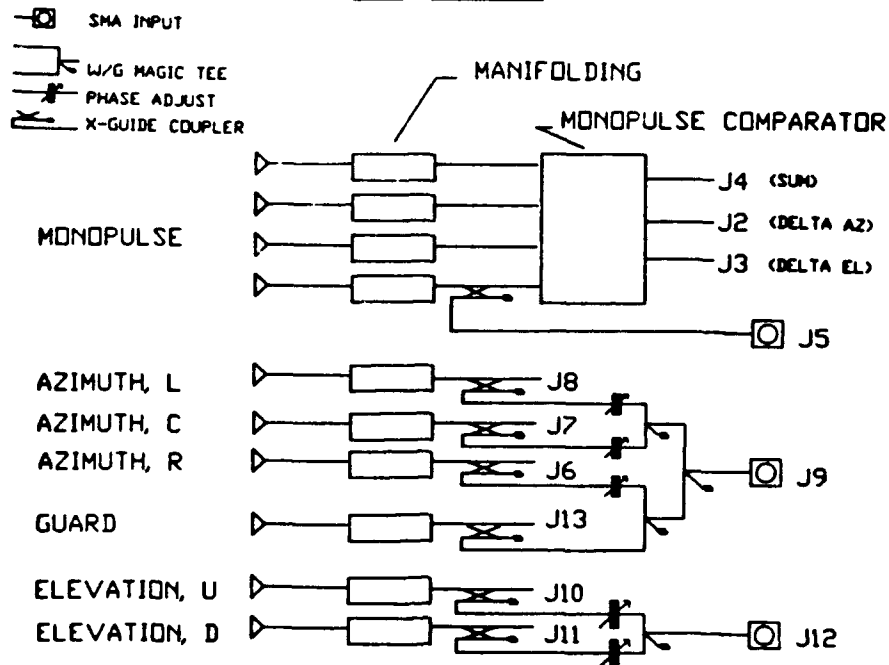 SMA INPUT
W/G MAGIC TEE
PHASE ADJUST
X-GUIDE COUPLER
MANIFOLDING
MONOPULSE COMPARATOR
MONOPULSE
J4 (SUM)
J2 (DELTA AZ)
J3 (DELTA EL)
J5
AZIMUTH, L
J8
AZIMUTH, C
J7
AZIMUTH, R
J6
J9
GUARD
J13
ELEVATION, U
J10
ELEVATION, D
J11
J12